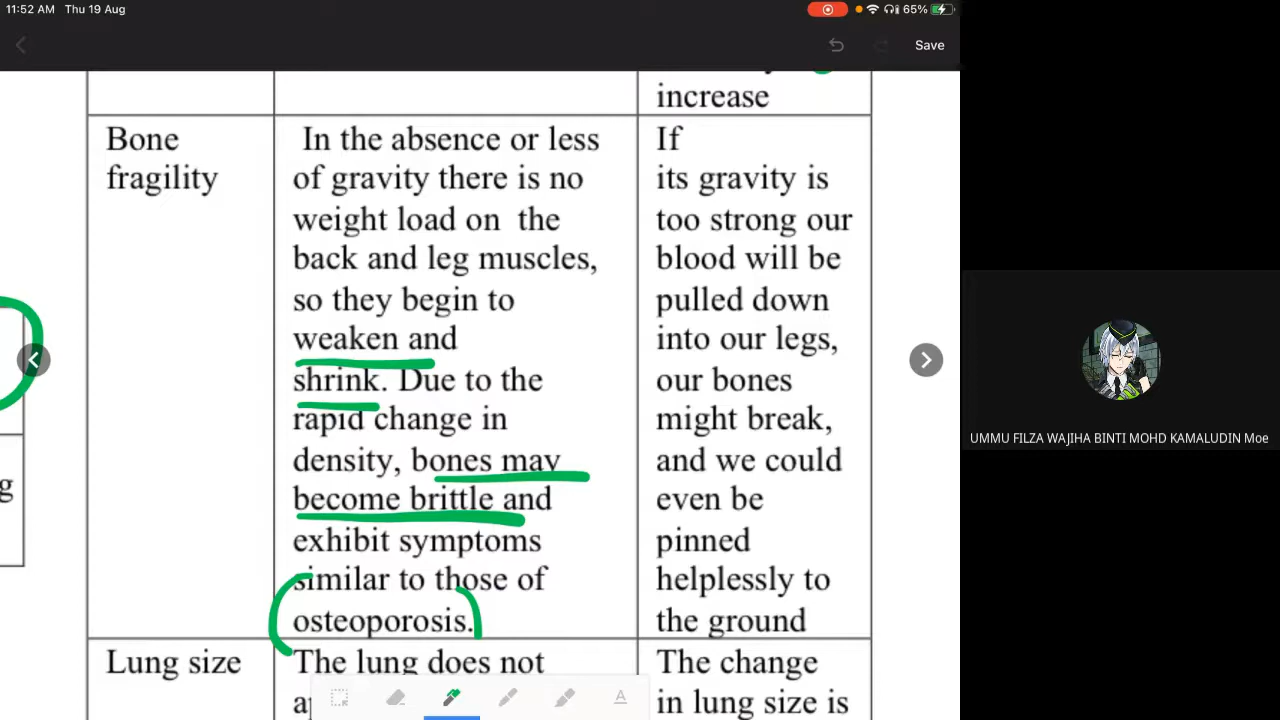 11:52 AM Thu 19 Aug
65%
Save
increase
Bone
fragility
In the absence or less
of gravity there is no
weight load on the
back and leg muscles,
so they begin to
weaken and
shrink. Due to the
rapid change in
density, bones may
become brittle and
exhibit symptoms
similar to those of
osteoporosis.
If
its gravity is
too strong our
blood will be
pulled down
into our legs,
our bones
might break,
and we could
even be
pinned
helplessly to
the ground
Lung size
The lung does not
The change
in lung size is
g
A
UMMU FILZA WAJIHA BINTI MOHD KAMALUDIN Moe